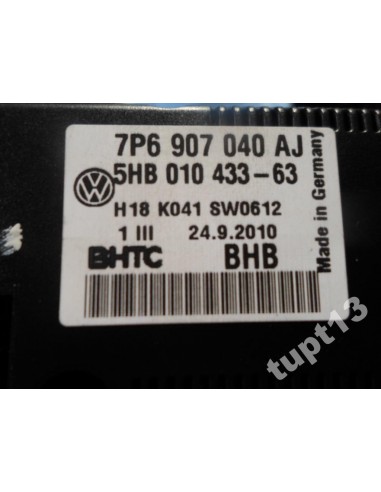 7P6 907 040 AJ
5HB 010 433-63
H18 K041 SW0612
1 III 24.9.2010
BHTC BHB
Made in Germany
tupt13